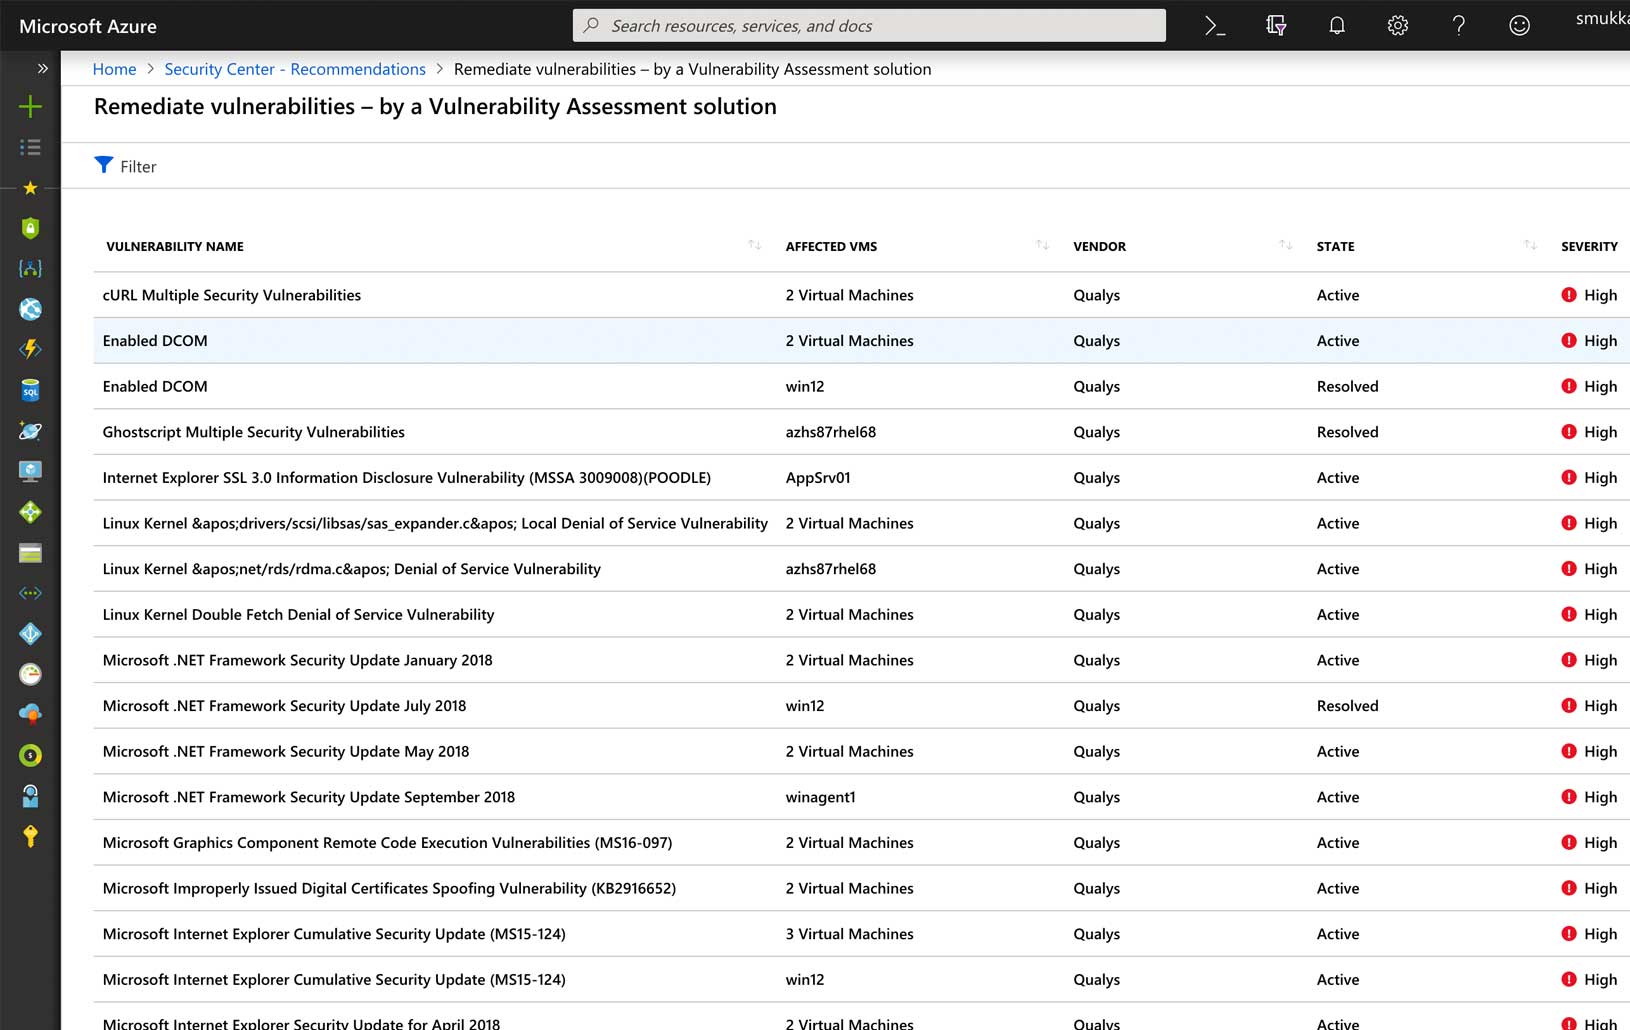 Microsoft Azure
Search resources, services, and docs
smukka
Home > Security Center - Recommendations > Remediate vulnerabilities – by a Vulnerability Assessment solution
Remediate vulnerabilities – by a Vulnerability Assessment solution
Filter
VULNERABILITY NAME AFFECTED VMS VENDOR STATE SEVERITY
cURL Multiple Security Vulnerabilities 2 Virtual Machines Qualys Active High
Enabled DCOM 2 Virtual Machines Qualys Active High
Enabled DCOM win12 Qualys Resolved High
Ghostscript Multiple Security Vulnerabilities azhs87rhel68 Qualys Resolved High
Internet Explorer SSL 3.0 Information Disclosure Vulnerability (MSSA 3009008)(POODLE) AppSrv01 Qualys Active High
Linux Kernel &apos;drivers/scsi/libsas/sas_expander.c&apos; Local Denial of Service Vulnerability 2 Virtual Machines Qualys Active High
Linux Kernel &apos;net/rds/rdma.c&apos; Denial of Service Vulnerability azhs87rhel68 Qualys Active High
Linux Kernel Double Fetch Denial of Service Vulnerability 2 Virtual Machines Qualys Active High
Microsoft .NET Framework Security Update January 2018 2 Virtual Machines Qualys Active High
Microsoft .NET Framework Security Update July 2018 win12 Qualys Resolved High
Microsoft .NET Framework Security Update May 2018 2 Virtual Machines Qualys Active High
Microsoft .NET Framework Security Update September 2018 winagent1 Qualys Active High
Microsoft Graphics Component Remote Code Execution Vulnerabilities (MS16-097) 2 Virtual Machines Qualys Active High
Microsoft Improperly Issued Digital Certificates Spoofing Vulnerability (KB2916652) 2 Virtual Machines Qualys Active High
Microsoft Internet Explorer Cumulative Security Update (MS15-124) 3 Virtual Machines Qualys Active High
Microsoft Internet Explorer Cumulative Security Update (MS15-124) win12 Qualys Active High
Microsoft Internet Explorer Security Update for April 2018 2 Virtual Machines Qualys Active High